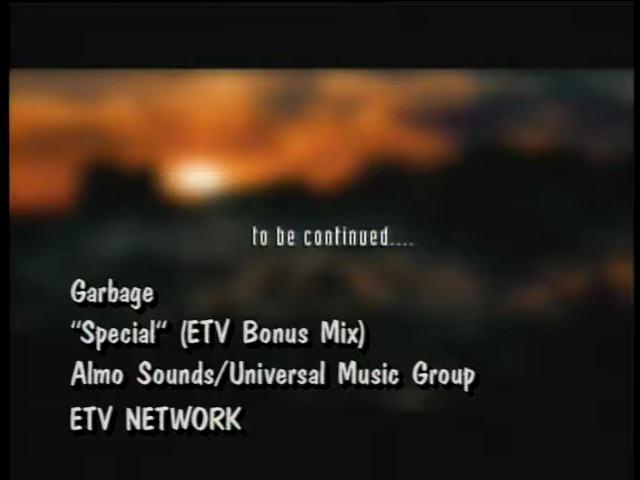 to be continued....
Garbage
"Special" (ETV Bonus Mix)
Almo Sounds/Universal Music Group
ETV NETWORK